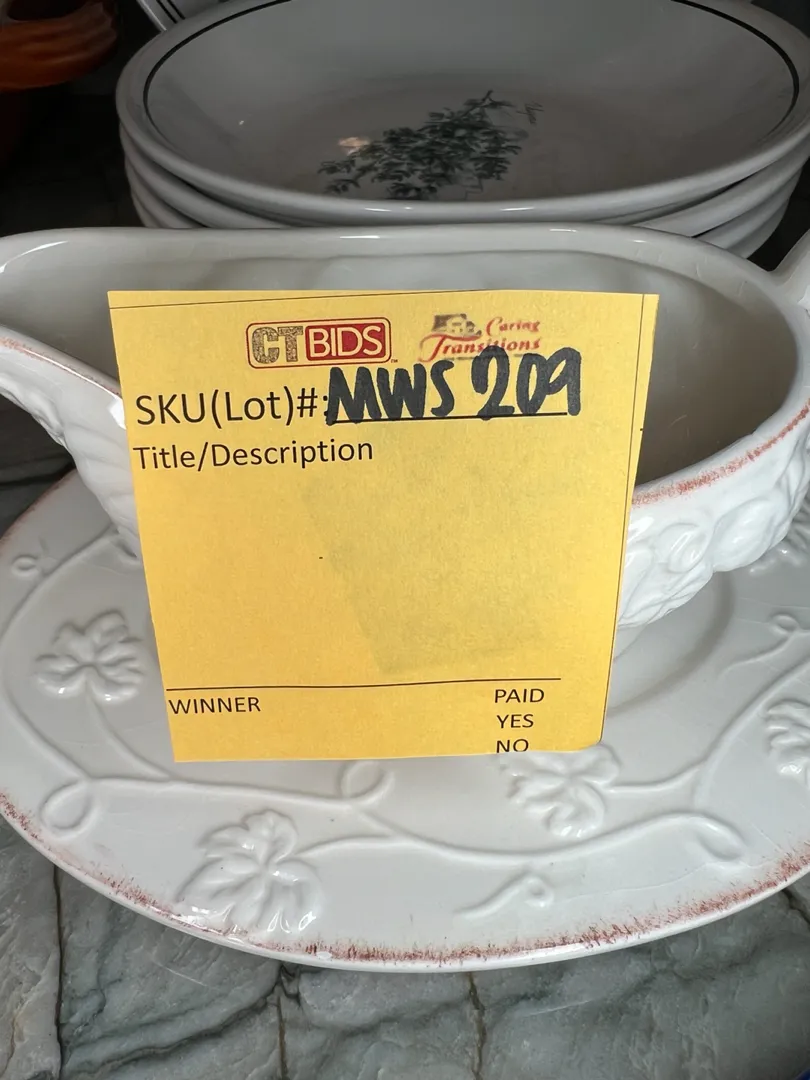 CTBIDS Caring
Transitions
SKU(Lot)#: MWS 209
Title/Description
WINNER PAID
YES
NO